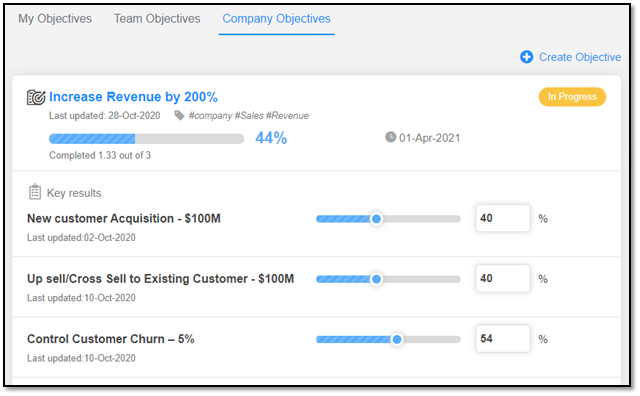 My Objectives Team Objectives Company Objectives
Create Objective
Increase Revenue by 200% In Progress
Last updated: 28-Oct-2020 #company #Sales #Revenue
44% 01-Apr-2021
Completed 1.33 out of 3
Key results
New customer Acquisition - $100M 40 %
Last updated:02-Oct-2020
Up sell/Cross Sell to Existing Customer - $100M 40 %
Last updated:10-Oct-2020
Control Customer Churn – 5% 54 %
Last updated:10-Oct-2020